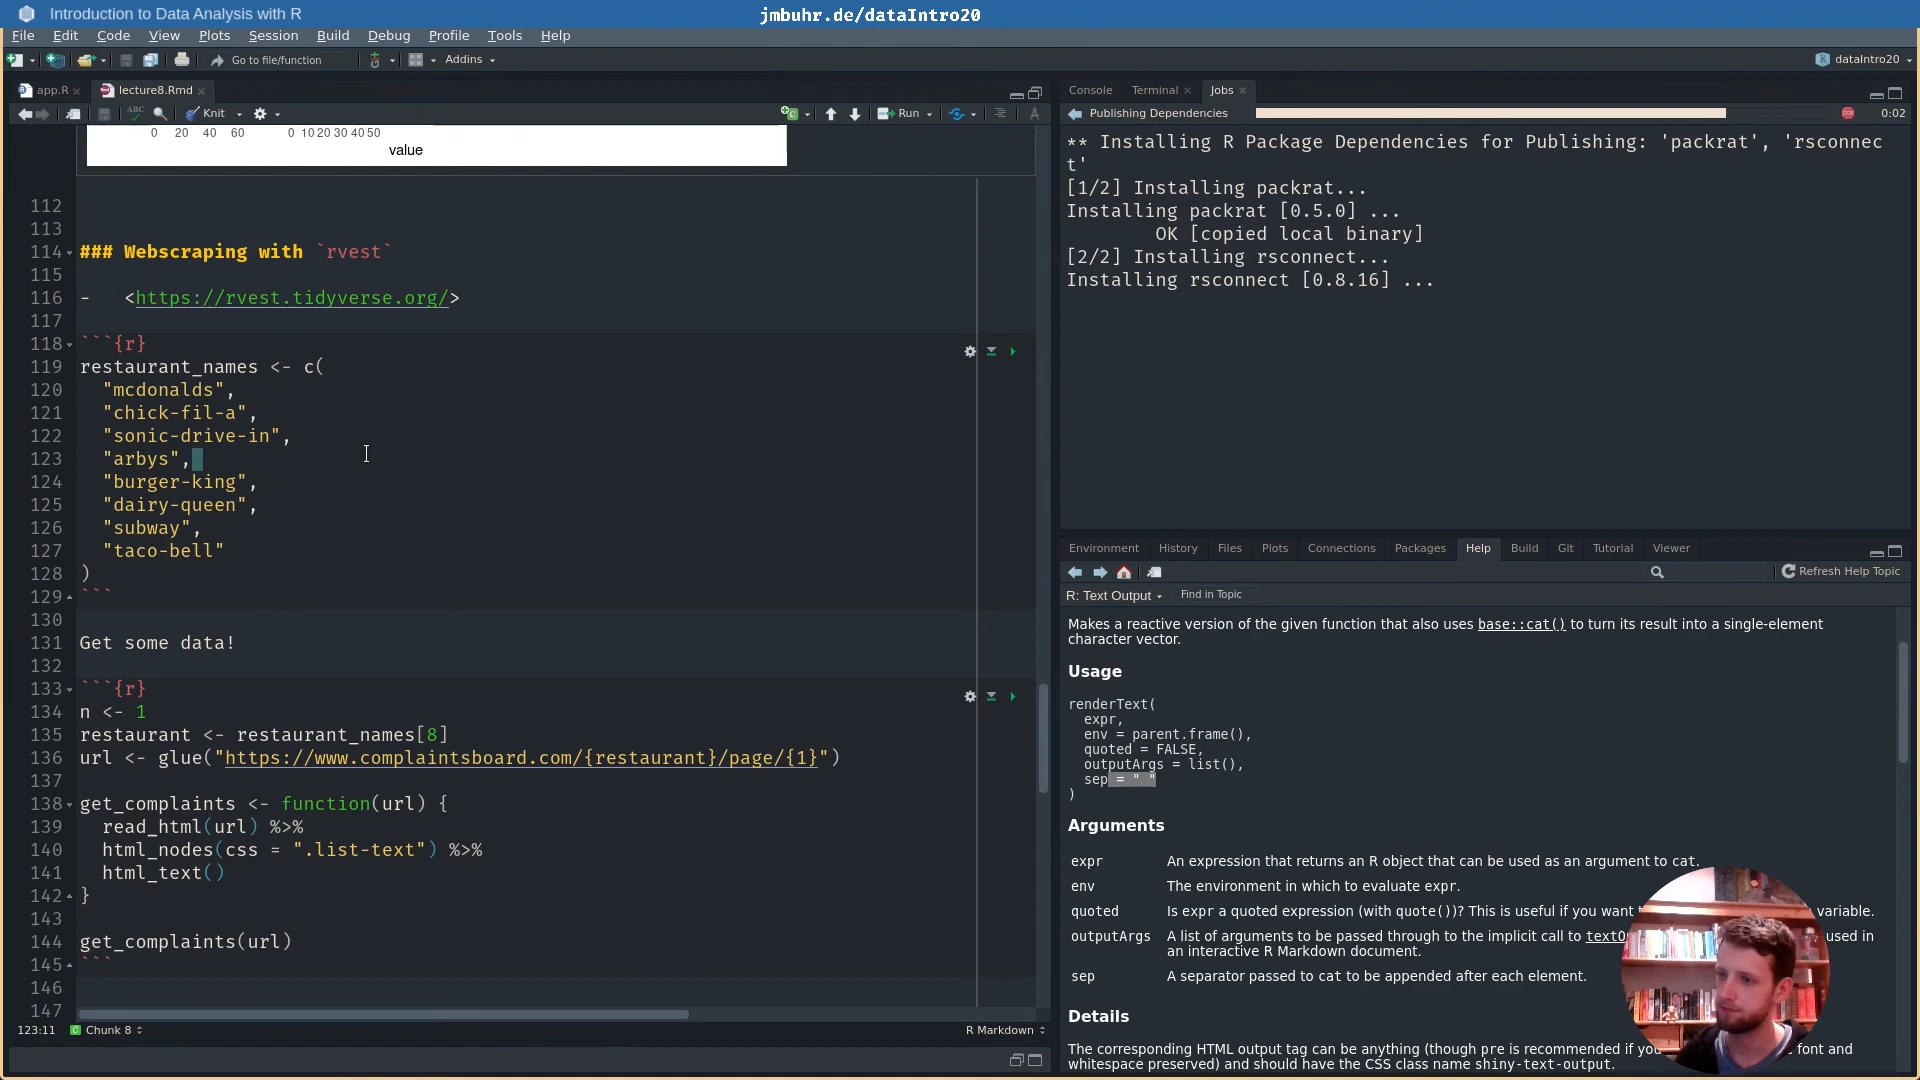 Introduction to Data Analysis with R
jmbuhr.de/dataIntro20
File Edit Code View Plots Session Build Debug Profile Tools Help
Go to file/function Addins dataIntro20
app.R lecture8.Rmd
Knit Run
0 20 40 60 0 10 20 30 40 50
value
112
113
114 ### Webscraping with `rvest`
115
116 - <https://rvest.tidyverse.org/>
117
118 ```{r}
119 restaurant_names <- c(
120 "mcdonalds",
121 "chick-fil-a",
122 "sonic-drive-in",
123 "arbys",
124 "burger-king",
125 "dairy-queen",
126 "subway",
127 "taco-bell"
128 )
129 ```
130
131 Get some data!
132
133 ```{r}
134 n <- 1
135 restaurant <- restaurant_names[8]
136 url <- glue("https://www.complaintsboard.com/{restaurant}/page/{1}")
137
138 get_complaints <- function(url) {
139 read_html(url) %>%
140 html_nodes(css = ".list-text") %>%
141 html_text()
142 }
143
144 get_complaints(url)
145 ```
146
147
123:11 Chunk 8 R Markdown
Console Terminal Jobs
Publishing Dependencies 0:02
** Installing R Package Dependencies for Publishing: 'packrat', 'rsconnec
t'
[1/2] Installing packrat...
Installing packrat [0.5.0] ...
OK [copied local binary]
[2/2] Installing rsconnect...
Installing rsconnect [0.8.16] ...
Environment History Files Plots Connections Packages Help Build Git Tutorial Viewer
Refresh Help Topic
R: Text Output Find in Topic
Makes a reactive version of the given function that also uses base::cat() to turn its result into a single-element
character vector.
Usage
renderText(
expr,
env = parent.frame(),
quoted = FALSE,
outputArgs = list(),
sep = " "
)
Arguments
expr An expression that returns an R object that can be used as an argument to cat.
env The environment in which to evaluate expr.
quoted Is expr a quoted expression (with quote())? This is useful if you want variable.
outputArgs A list of arguments to be passed through to the implicit call to used in
an interactive R Markdown document.
sep A separator passed to cat to be appended after each element.
Details
The corresponding HTML output tag can be anything (though pre is recommended if you font and
whitespace preserved) and should have the CSS class name shiny-text-output.